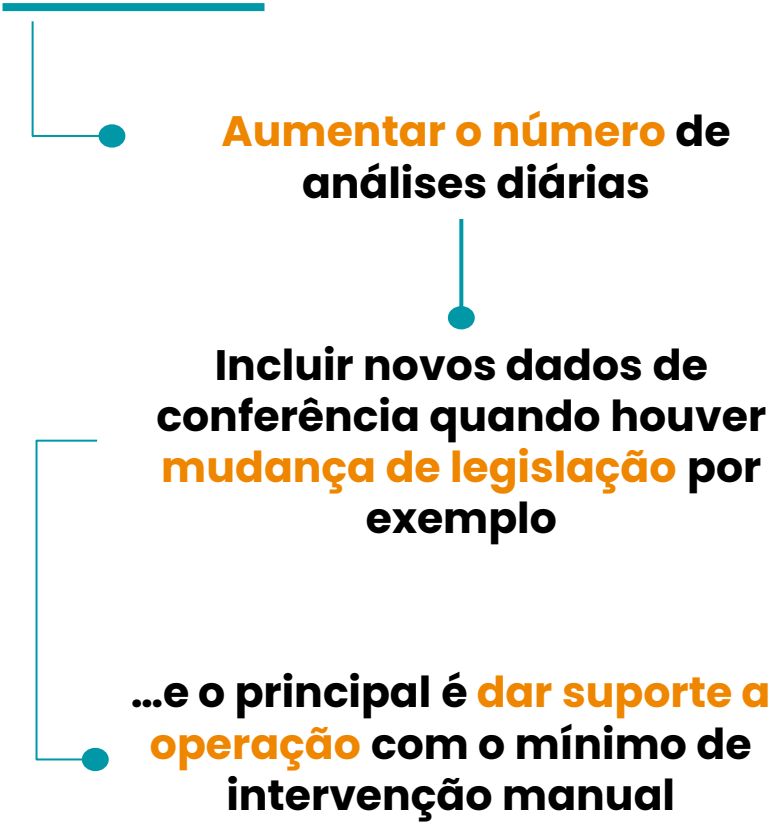 Aumentar o número de
análises diárias
Incluir novos dados de
conferência quando houver
mudança de legislação por
exemplo
...e o principal é dar suporte a
operação com o mínimo de
intervenção manual